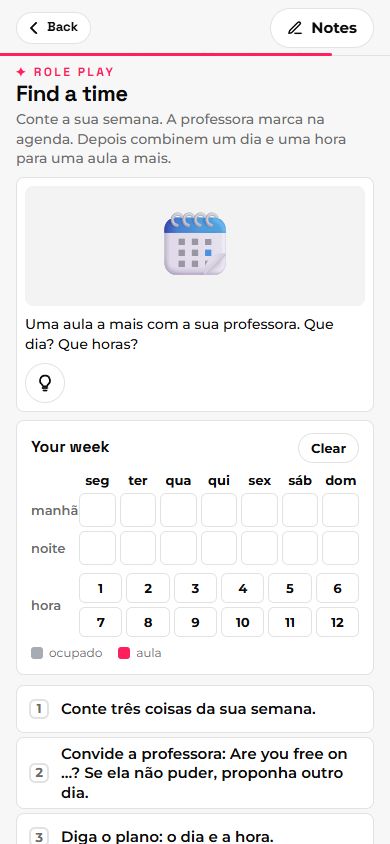 Back
Notes
ROLE PLAY
Find a time
Conte a sua semana. A professora marca na
agenda. Depois combinem um dia e uma hora
para uma aula a mais.
Uma aula a mais com a sua professora. Que
dia? Que horas?
Your week
Clear
seg ter qua qui sex sáb dom
manhã
noite
hora
1 2 3 4 5 6
7 8 9 10 11 12
ocupado aula
1 Conte três coisas da sua semana.
2 Convide a professora: Are you free on
...? Se ela não puder, proponha outro
dia.
3 Diga o plano: o dia e a hora.